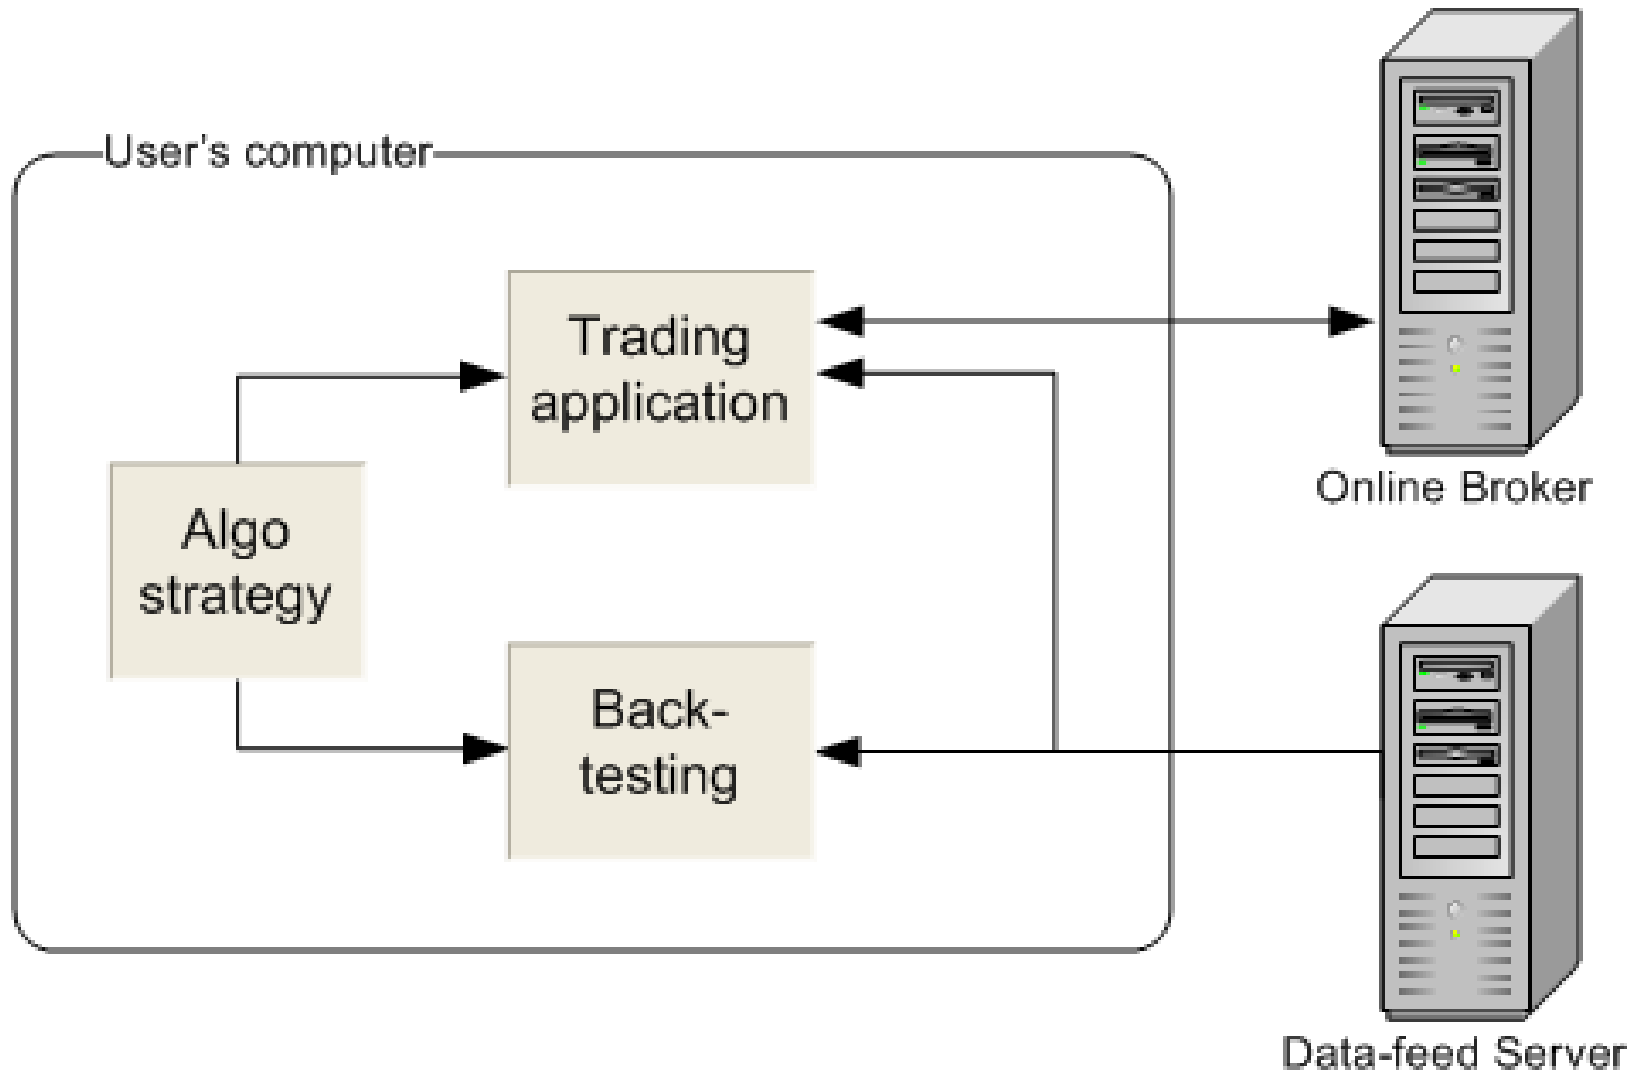 User's computer
Trading
application
Algo
strategy
Back-
testing
Online Broker
Data-feed Server